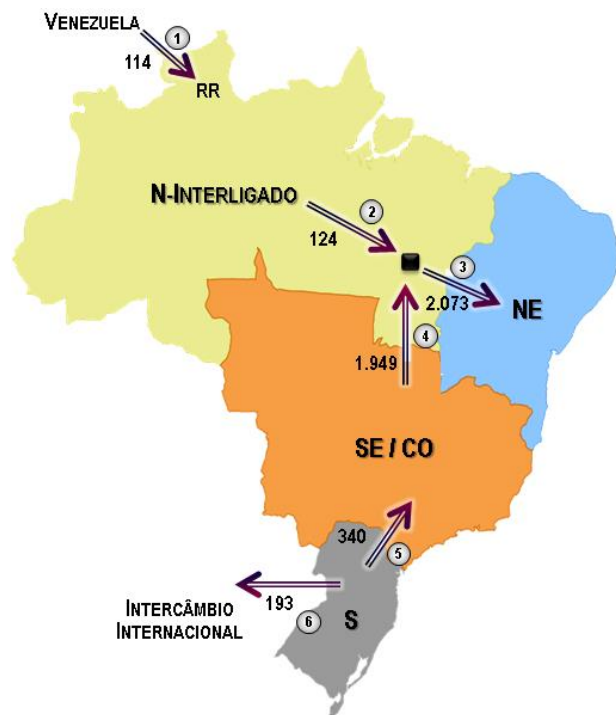 VENEZUELA
1
114
RR
N-INTERLIGADO
2
124
3
2.073
NE
4
1.949
SE / CO
340
5
193
INTERCÂMBIO
INTERNACIONAL
6
S